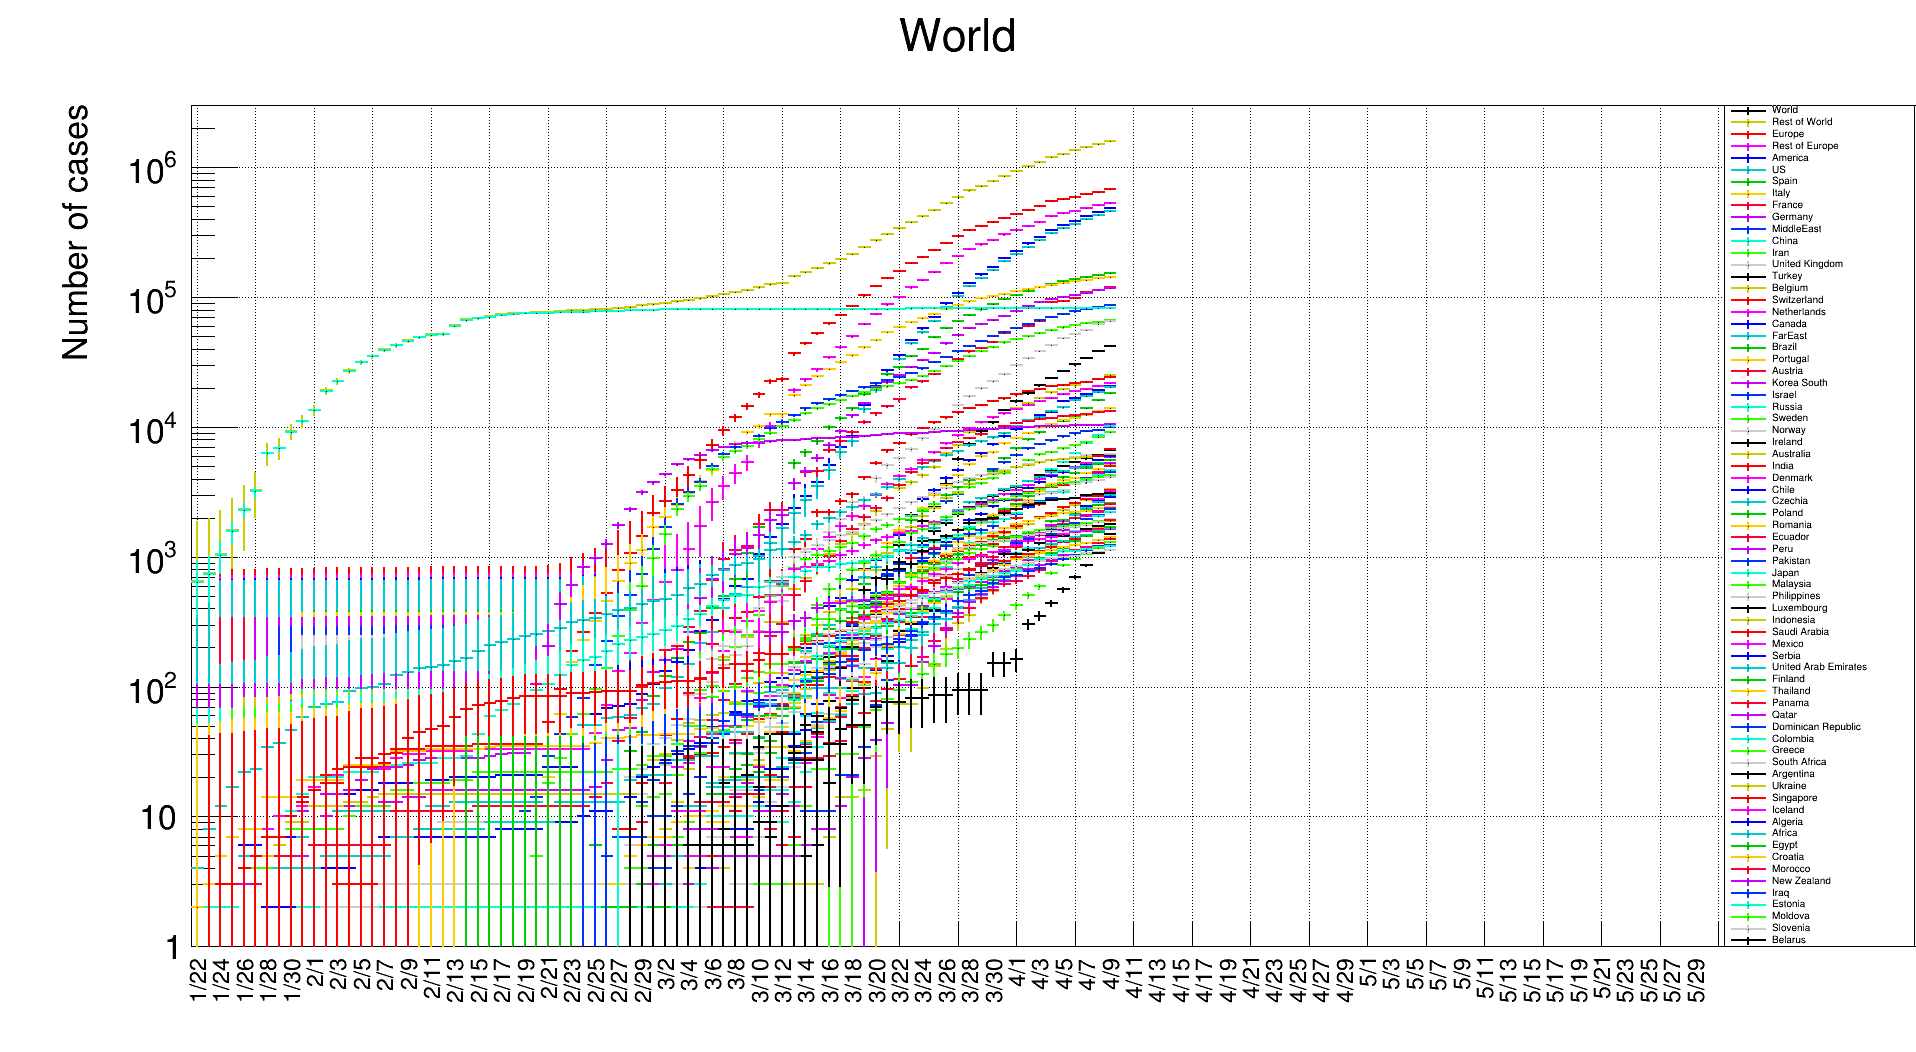 World
Number of cases
10^6
10^5
10^4
10^3
10^2
10
1
1/22
1/24
1/26
1/28
1/30
2/1
2/3
2/5
2/7
2/9
2/11
2/13
2/15
2/17
2/19
2/21
2/23
2/25
2/27
2/29
3/2
3/4
3/6
3/8
3/10
3/12
3/14
3/16
3/18
3/20
3/22
3/24
3/26
3/28
3/30
4/1
4/3
4/5
4/7
4/9
4/11
4/13
4/15
4/17
4/19
4/21
4/23
4/25
4/27
4/29
5/1
5/3
5/5
5/7
5/9
5/11
5/13
5/15
5/17
5/19
5/21
5/23
5/25
5/27
5/29
World
Rest of World
Europe
Rest of Europe
America
US
Spain
Italy
France
Germany
MiddleEast
China
Iran
United Kingdom
Turkey
Belgium
Switzerland
Netherlands
Canada
FarEast
Brazil
Portugal
Austria
Korea South
Israel
Russia
Sweden
Norway
Ireland
Australia
India
Denmark
Chile
Czechia
Poland
Romania
Ecuador
Peru
Pakistan
Japan
Malaysia
Philippines
Luxembourg
Indonesia
Saudi Arabia
Mexico
Serbia
United Arab Emirates
Finland
Thailand
Panama
Qatar
Dominican Republic
Colombia
Greece
South Africa
Argentina
Ukraine
Singapore
Iceland
Algeria
Africa
Egypt
Croatia
Morocco
New Zealand
Iraq
Estonia
Moldova
Slovenia
Belarus